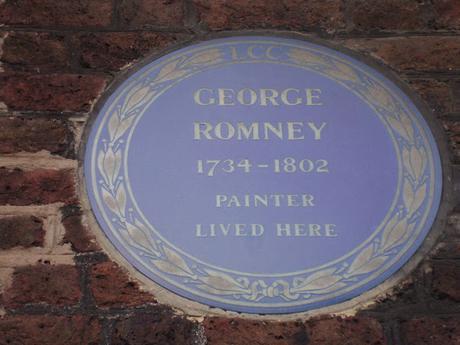 LCC
GEORGE
ROMNEY
1734-1802
PAINTER
LIVED HERE